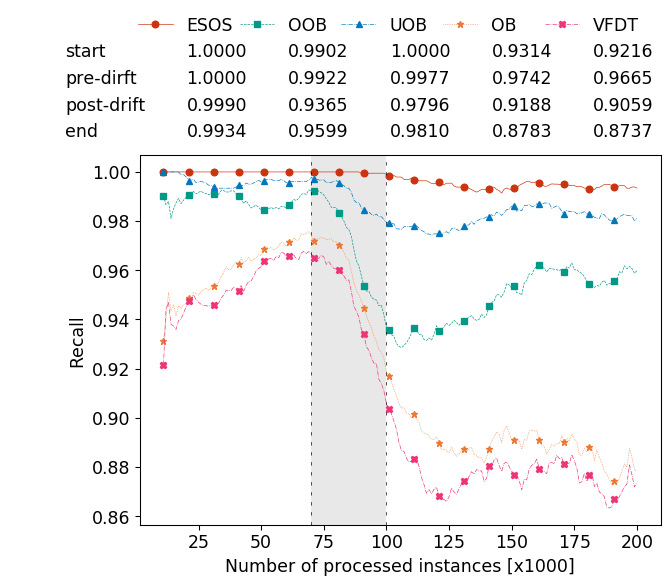 ESOS OOB UOB OB VFDT
start 1.0000 0.9902 1.0000 0.9314 0.9216
pre-dirft 1.0000 0.9922 0.9977 0.9742 0.9665
post-drift 0.9990 0.9365 0.9796 0.9188 0.9059
end 0.9934 0.9599 0.9810 0.8783 0.8737
1.00
0.98
0.96
0.94
0.92
0.90
0.88
0.86
Recall
25 50 75 100 125 150 175 200
Number of processed instances [x1000]